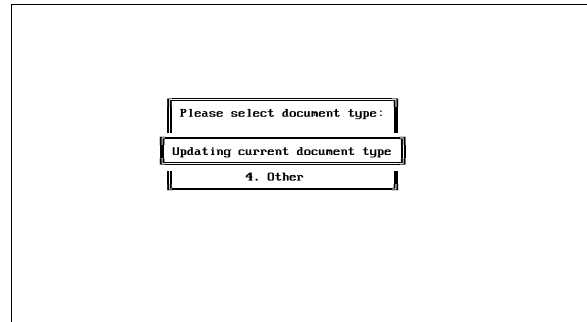 Please select document type:
Updating current document type
4. Other